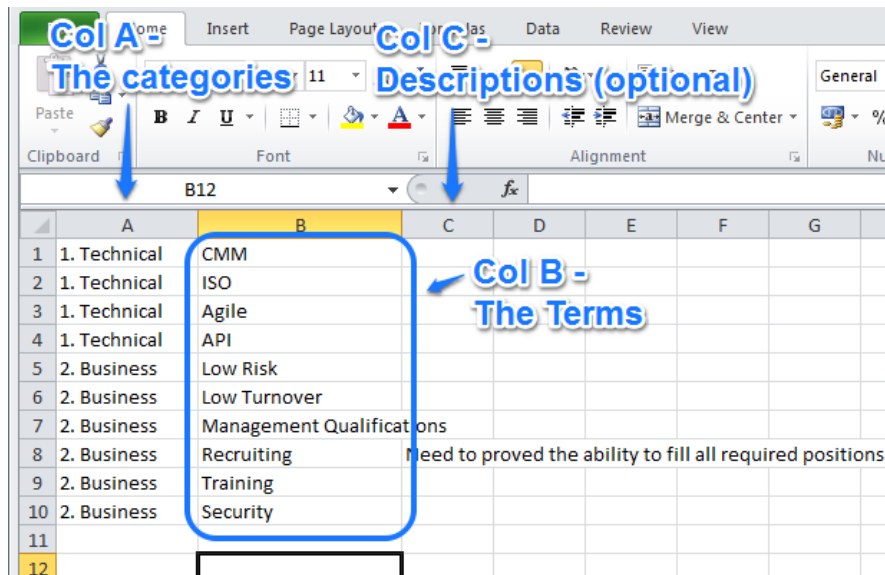 Home Insert Page Layout Formulas Data Review View
Col A -
The categories
Col C -
Descriptions (optional)
11 General
Paste B I U A Merge & Center %
Clipboard Font Alignment
B12 fx
A B C D E F G
1 1. Technical CMM
2 1. Technical ISO
3 1. Technical Agile
4 1. Technical API
5 2. Business Low Risk
6 2. Business Low Turnover
7 2. Business Management Qualifications
8 2. Business Recruiting Need to proved the ability to fill all required positions
9 2. Business Training
10 2. Business Security
11
12
Col B -
The Terms